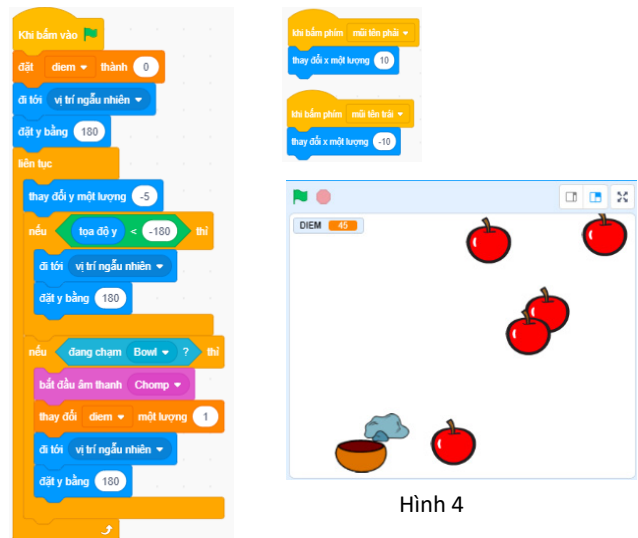 Khi bấm vào
đặt diem thành 0
đi tới vị trí ngẫu nhiên
đặt y bằng 180
liên tục
thay đổi y một lượng -5
nếu tọa độ y < -180 thì
đi tới vị trí ngẫu nhiên
đặt y bằng 180
nếu đang chạm Bowl ? thì
bắt đầu âm thanh Chomp
thay đổi diem một lượng 1
đi tới vị trí ngẫu nhiên
đặt y bằng 180
khi bấm phím mũi tên phải
thay đổi x một lượng 10
khi bấm phím mũi tên trái
thay đổi x một lượng -10
DIEM 45
Hình 4